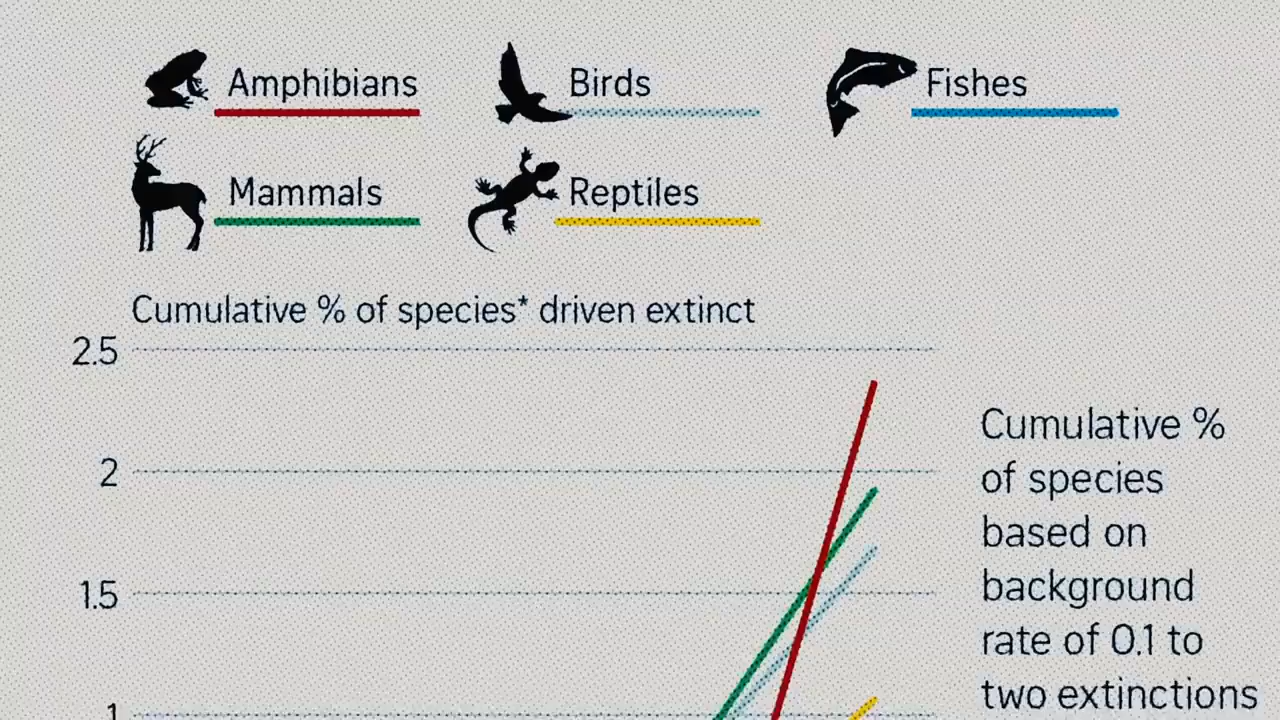 Amphibians
Birds
Fishes
Mammals
Reptiles
Cumulative % of species* driven extinct
2.5
2
1.5
1
Cumulative %
of species
based on
background
rate of 0.1 to
two extinctions